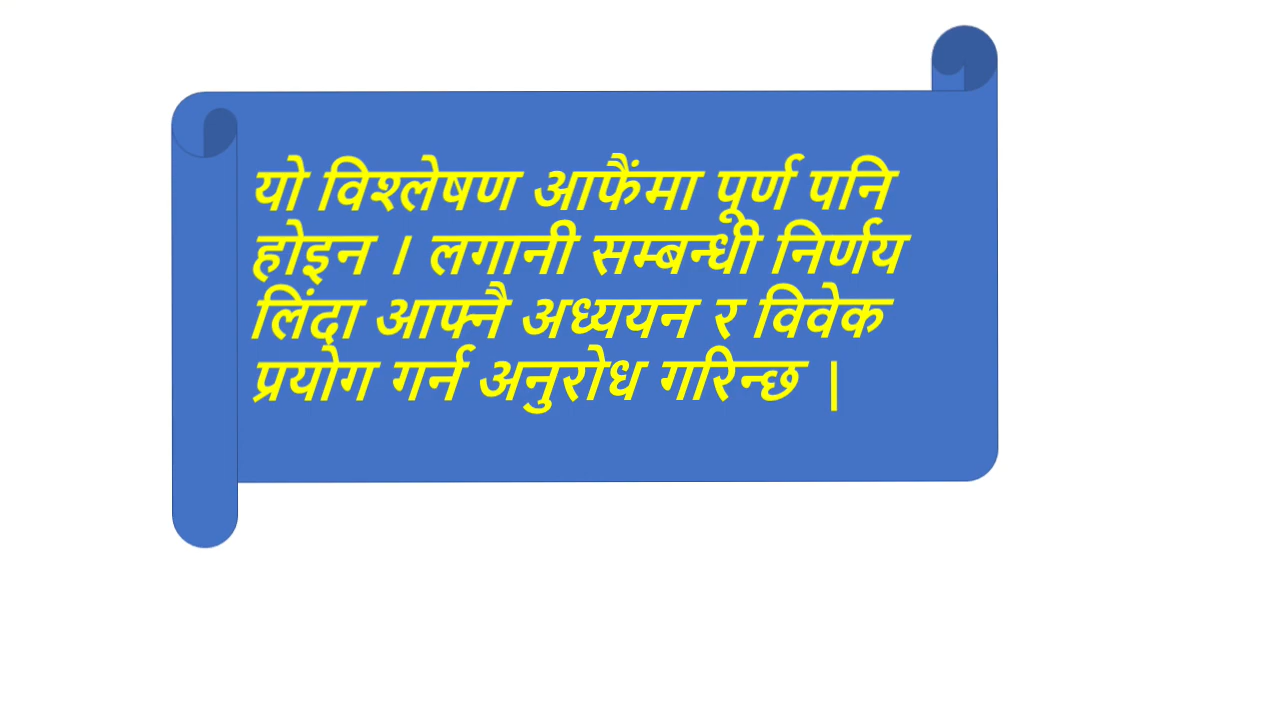 यो विश्लेषण आफैंमा पूर्ण पनि
होइन । लगानी सम्बन्धी निर्णय
लिंदा आफ्नै अध्ययन र विवेक
प्रयोग गर्न अनुरोध गरिन्छ |